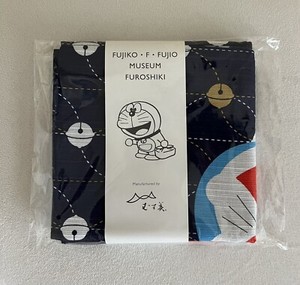 FUJIKO・F・FUJIO
MUSEUM
FUROSHIKI
Manufactured by
むす美